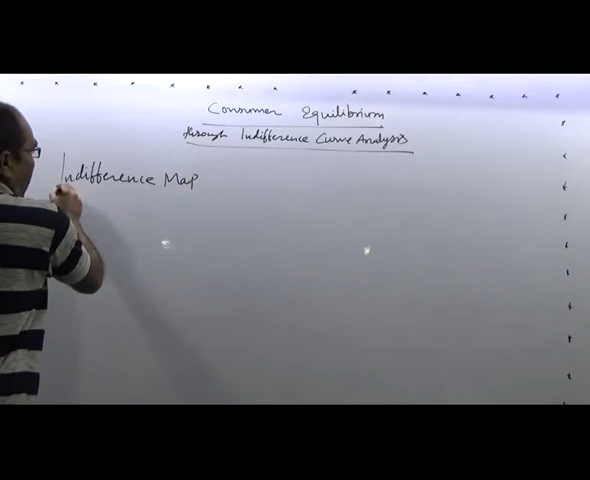 Consumer Equilibrium
through Indifference Curve Analysis
Indifference Map